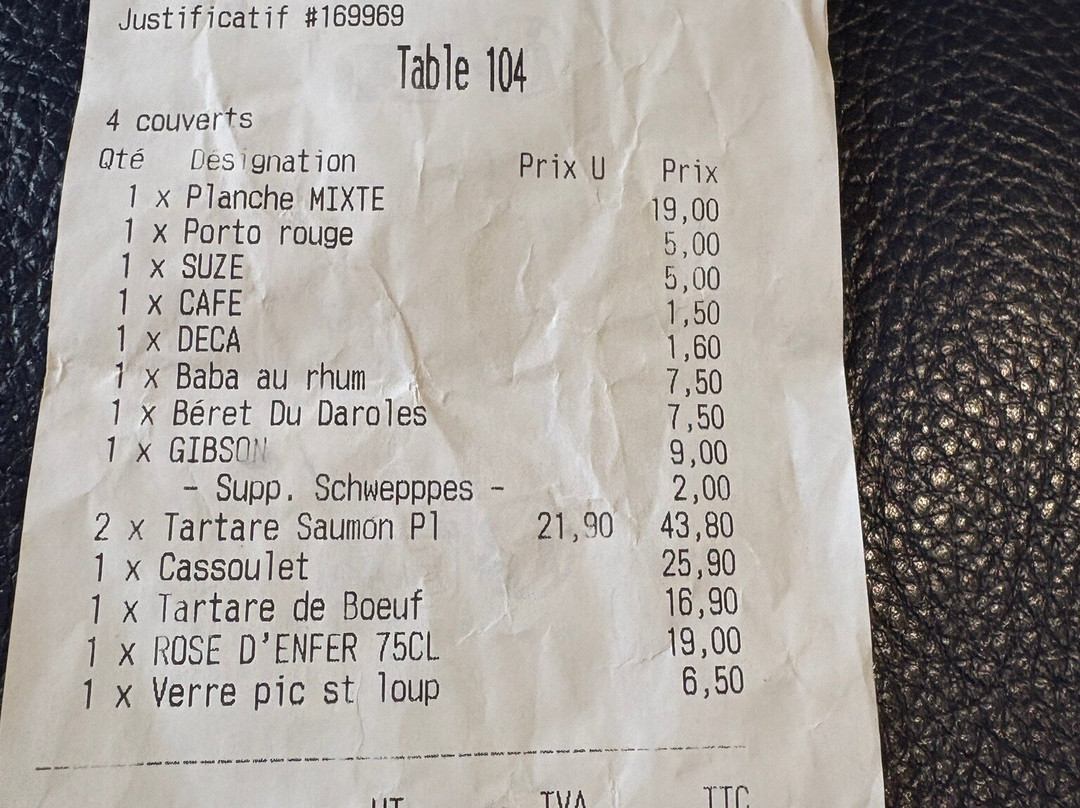 Justificatif #169969
Table 104
4 couverts
Qté Désignation Prix U Prix
1 x Planche MIXTE 19,00
1 x Porto rouge 5,00
1 x SUZE 5,00
1 x CAFE 1,50
1 x DECA 1,60
1 x Baba au rhum 7,50
1 x Béret Du Daroles 7,50
1 x GIBSON 9,00
- Supp. Schwepppes - 2,00
2 x Tartare Saumon Pl 21,90 43,80
1 x Cassoulet 25,90
1 x Tartare de Boeuf 16,90
1 x ROSE D'ENFER 75CL 19,00
1 x Verre pic st loup 6,50
HT TVA TTC